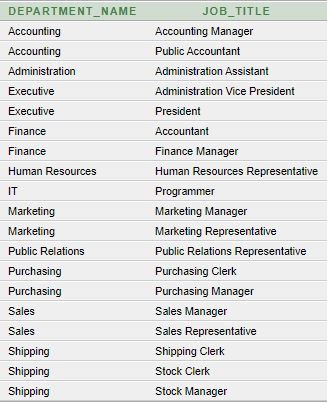 DEPARTMENT_NAME JOB_TITLE
Accounting Accounting Manager
Accounting Public Accountant
Administration Administration Assistant
Executive Administration Vice President
Executive President
Finance Accountant
Finance Finance Manager
Human Resources Human Resources Representative
IT Programmer
Marketing Marketing Manager
Marketing Marketing Representative
Public Relations Public Relations Representative
Purchasing Purchasing Clerk
Purchasing Purchasing Manager
Sales Sales Manager
Sales Sales Representative
Shipping Shipping Clerk
Shipping Stock Clerk
Shipping Stock Manager